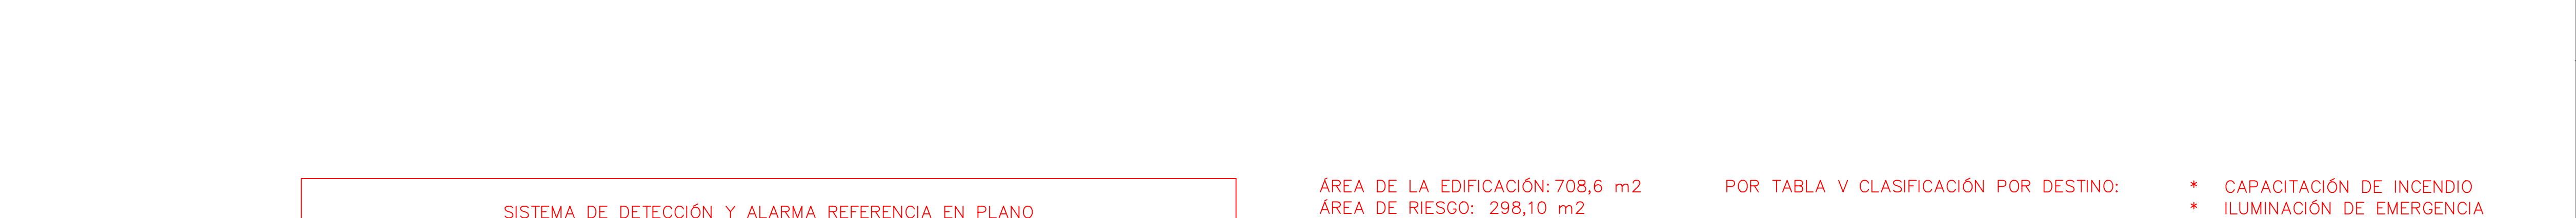 SISTEMA DE DETECCIÓN Y ALARMA REFERENCIA EN PLANO
ÁREA DE LA EDIFICACIÓN: 708,6 m2
ÁREA DE RIESGO: 298,10 m2
POR TABLA V CLASIFICACIÓN POR DESTINO:
* CAPACITACIÓN DE INCENDIO
* ILUMINACIÓN DE EMERGENCIA